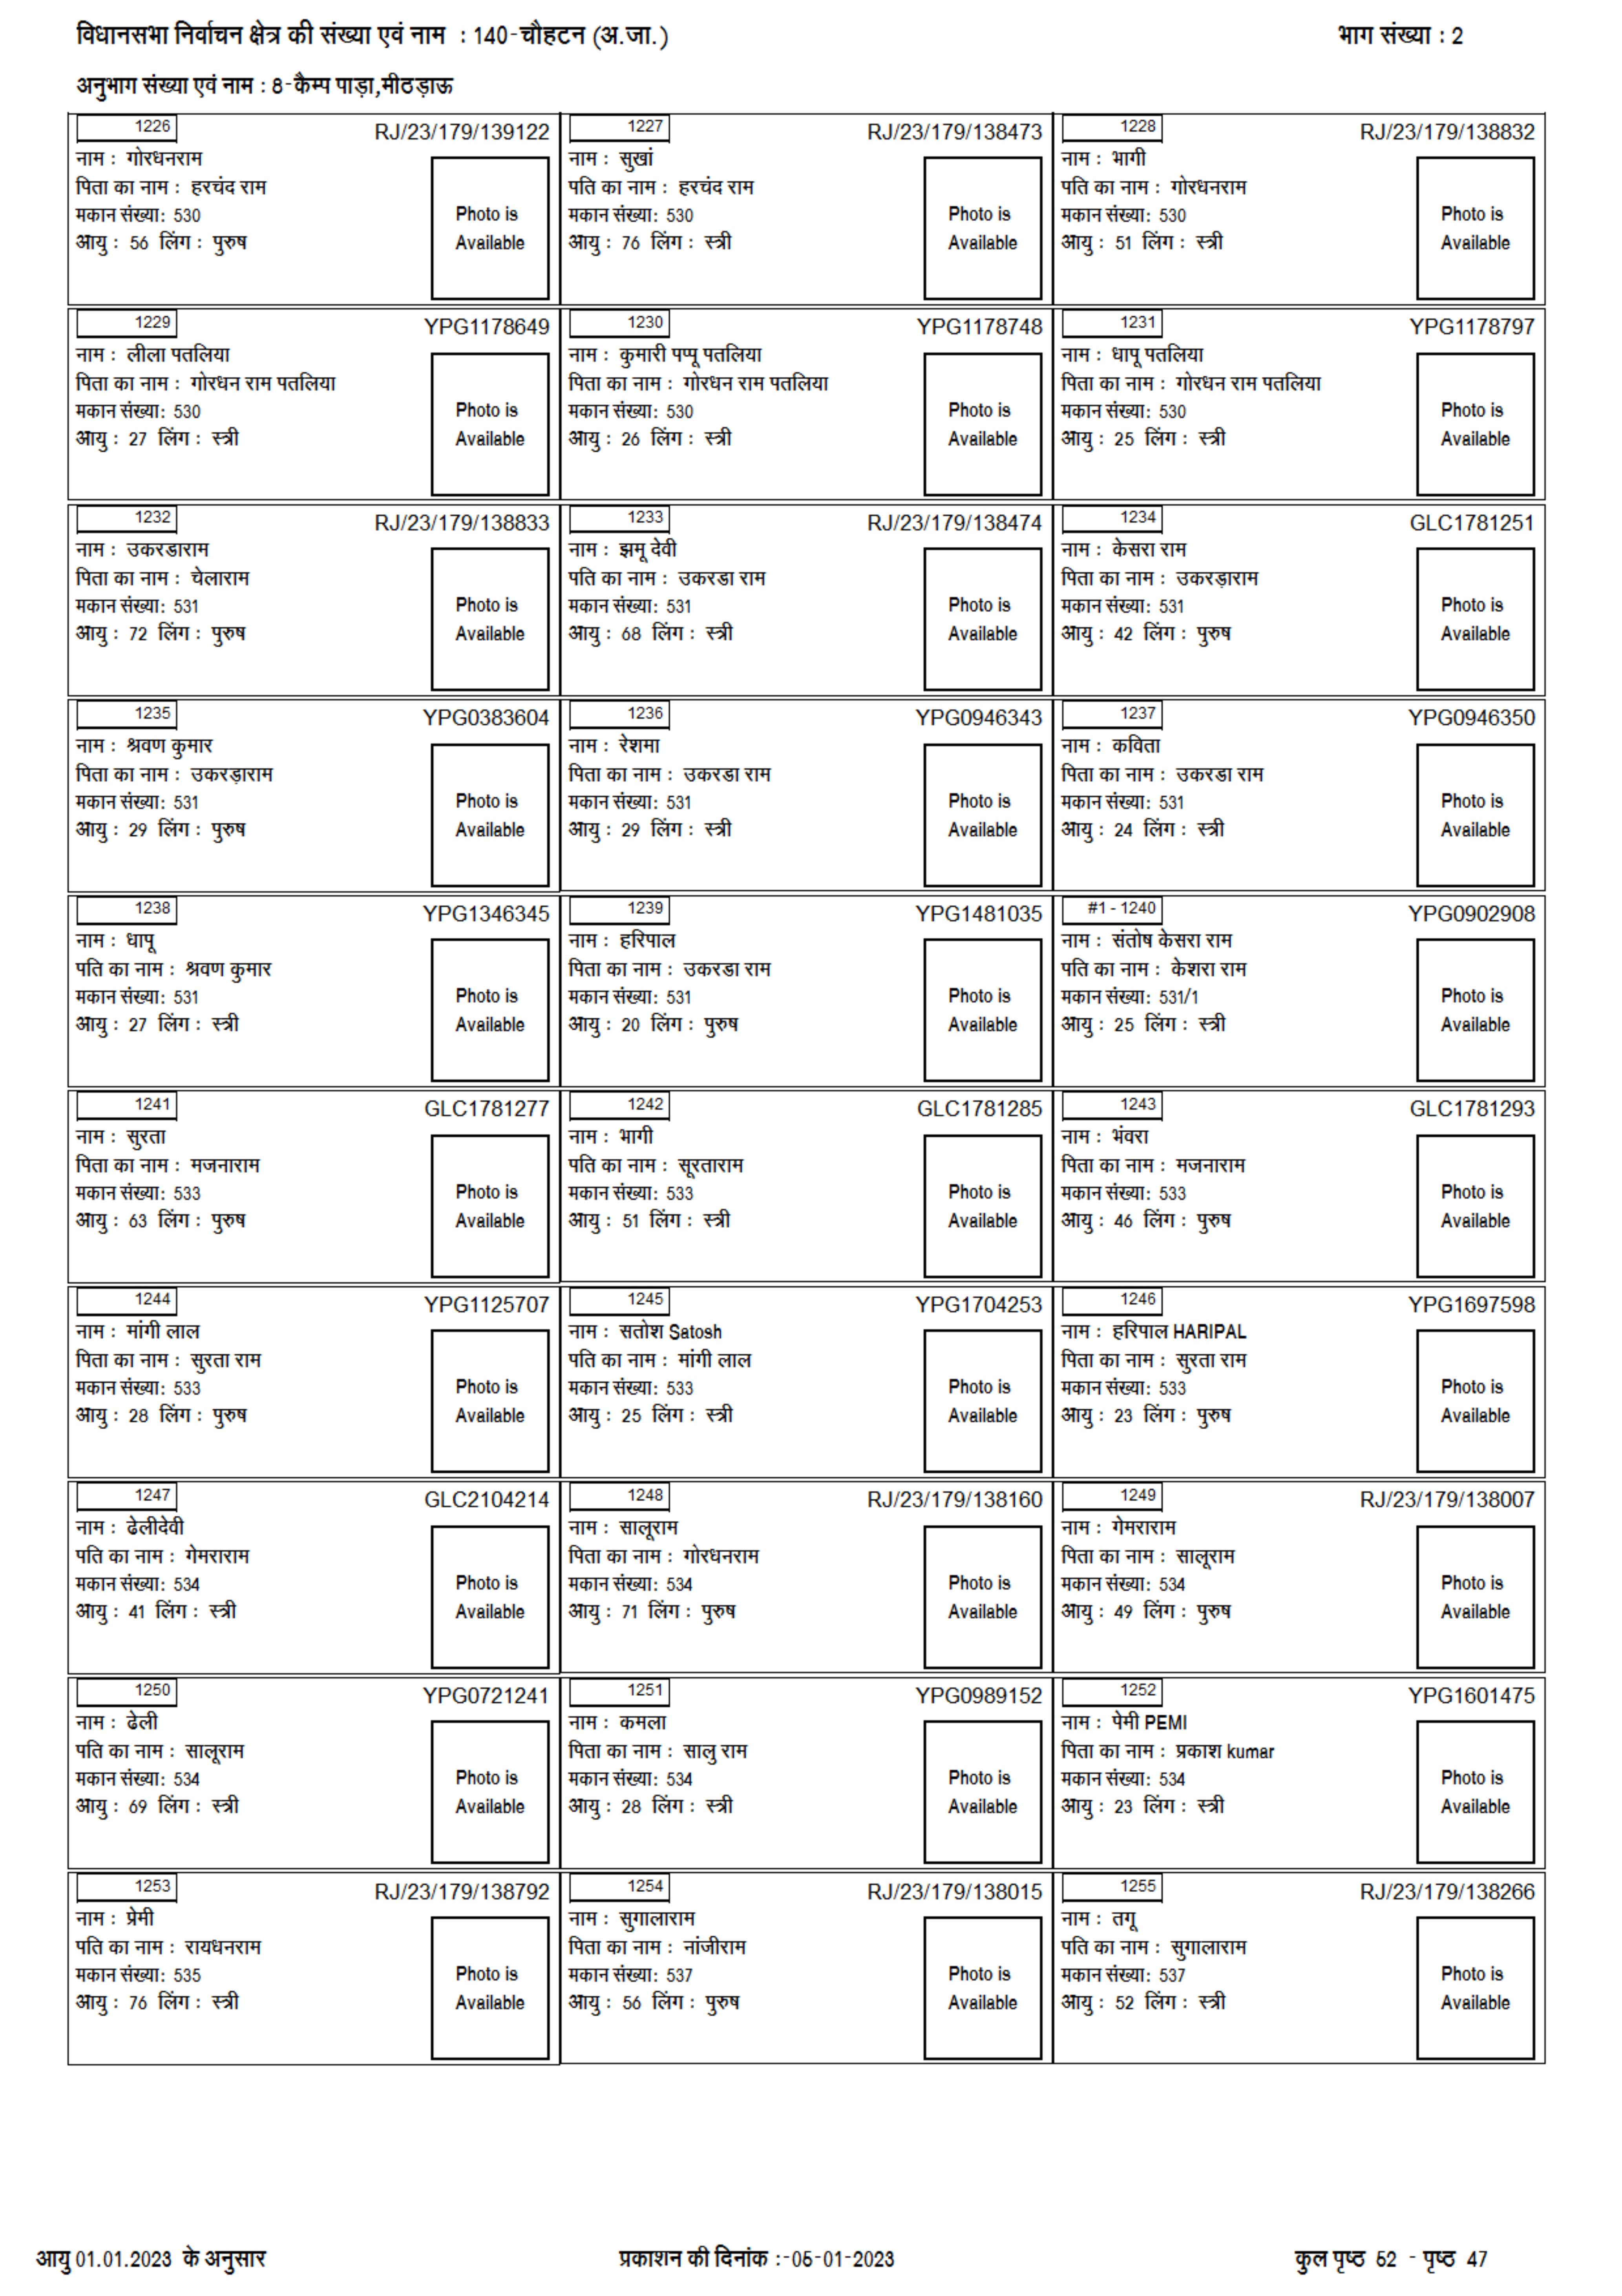 विधानसभा निर्वाचन क्षेत्र की संख्या एवं नाम : 140-चौहटन (अ.जा.)
भाग संख्या : 2
अनुभाग संख्या एवं नाम : 8-कैम्प पाड़ा,मीठड़ाऊ
1226
RJ/23/179/139122
नाम : गोरधनराम
पिता का नाम : हरचंद राम
मकान संख्या: 530
आयु : 56 लिंग : पुरुष
Photo is
Available
1227
RJ/23/179/138473
नाम : सुखां
पति का नाम : हरचंद राम
मकान संख्या: 530
आयु : 76 लिंग : स्त्री
Photo is
Available
1228
RJ/23/179/138832
नाम : भागी
पति का नाम : गोरधनराम
मकान संख्या: 530
आयु : 51 लिंग : स्त्री
Photo is
Available
1229
YPG1178649
नाम : लीला पतलिया
पिता का नाम : गोरधन राम पतलिया
मकान संख्या: 530
आयु : 27 लिंग : स्त्री
Photo is
Available
1230
YPG1178748
नाम : कुमारी पप्पू पतलिया
पिता का नाम : गोरधन राम पतलिया
मकान संख्या: 530
आयु : 26 लिंग : स्त्री
Photo is
Available
1231
YPG1178797
नाम : धापू पतलिया
पिता का नाम : गोरधन राम पतलिया
मकान संख्या: 530
आयु : 25 लिंग : स्त्री
Photo is
Available
1232
RJ/23/179/138833
नाम : उकरडाराम
पिता का नाम : चेलाराम
मकान संख्या: 531
आयु : 72 लिंग : पुरुष
Photo is
Available
1233
RJ/23/179/138474
नाम : झमू देवी
पति का नाम : उकरडा राम
मकान संख्या: 531
आयु : 68 लिंग : स्त्री
Photo is
Available
1234
GLC1781251
नाम : केसरा राम
पिता का नाम : उकरड़ाराम
मकान संख्या: 531
आयु : 42 लिंग : पुरुष
Photo is
Available
1235
YPG0383604
नाम : श्रवण कुमार
पिता का नाम : उकरड़ाराम
मकान संख्या: 531
आयु : 29 लिंग : पुरुष
Photo is
Available
1236
YPG0946343
नाम : रेशमा
पिता का नाम : उकरडा राम
मकान संख्या: 531
आयु : 29 लिंग : स्त्री
Photo is
Available
1237
YPG0946350
नाम : कविता
पिता का नाम : उकरडा राम
मकान संख्या: 531
आयु : 24 लिंग : स्त्री
Photo is
Available
1238
YPG1346345
नाम : धापू
पति का नाम : श्रवण कुमार
मकान संख्या: 531
आयु : 27 लिंग : स्त्री
Photo is
Available
1239
YPG1481035
नाम : हरिपाल
पिता का नाम : उकरडा राम
मकान संख्या: 531
आयु : 20 लिंग : पुरुष
Photo is
Available
#1 - 1240
YPG0902908
नाम : संतोष केसरा राम
पति का नाम : केशरा राम
मकान संख्या: 531/1
आयु : 25 लिंग : स्त्री
Photo is
Available
1241
GLC1781277
नाम : सुरता
पिता का नाम : मजनाराम
मकान संख्या: 533
आयु : 63 लिंग : पुरुष
Photo is
Available
1242
GLC1781285
नाम : भागी
पति का नाम : सूरताराम
मकान संख्या: 533
आयु : 51 लिंग : स्त्री
Photo is
Available
1243
GLC1781293
नाम : भंवरा
पिता का नाम : मजनाराम
मकान संख्या: 533
आयु : 46 लिंग : पुरुष
Photo is
Available
1244
YPG1125707
नाम : मांगी लाल
पिता का नाम : सुरता राम
मकान संख्या: 533
आयु : 28 लिंग : पुरुष
Photo is
Available
1245
YPG1704253
नाम : सतोश Satosh
पति का नाम : मांगी लाल
मकान संख्या: 533
आयु : 25 लिंग : स्त्री
Photo is
Available
1246
YPG1697598
नाम : हरिपाल HARIPAL
पिता का नाम : सुरता राम
मकान संख्या: 533
आयु : 23 लिंग : पुरुष
Photo is
Available
1247
GLC2104214
नाम : ढेलीदेवी
पति का नाम : गेमराराम
मकान संख्या: 534
आयु : 41 लिंग : स्त्री
Photo is
Available
1248
RJ/23/179/138160
नाम : सालूराम
पिता का नाम : गोरधनराम
मकान संख्या: 534
आयु : 71 लिंग : पुरुष
Photo is
Available
1249
RJ/23/179/138007
नाम : गेमराराम
पिता का नाम : सालूराम
मकान संख्या: 534
आयु : 49 लिंग : पुरुष
Photo is
Available
1250
YPG0721241
नाम : ढेली
पति का नाम : सालूराम
मकान संख्या: 534
आयु : 69 लिंग : स्त्री
Photo is
Available
1251
YPG0989152
नाम : कमला
पिता का नाम : सालु राम
मकान संख्या: 534
आयु : 28 लिंग : स्त्री
Photo is
Available
1252
YPG1601475
नाम : पेमी PEMI
पिता का नाम : प्रकाश kumar
मकान संख्या: 534
आयु : 23 लिंग : स्त्री
Photo is
Available
1253
RJ/23/179/138792
नाम : प्रेमी
पति का नाम : रायधनराम
मकान संख्या: 535
आयु : 76 लिंग : स्त्री
Photo is
Available
1254
RJ/23/179/138015
नाम : सुगालाराम
पिता का नाम : नांजीराम
मकान संख्या: 537
आयु : 56 लिंग : पुरुष
Photo is
Available
1255
RJ/23/179/138266
नाम : तगू
पति का नाम : सुगालाराम
मकान संख्या: 537
आयु : 52 लिंग : स्त्री
Photo is
Available
आयु 01.01.2023 के अनुसार
प्रकाशन की दिनांक :-05-01-2023
कुल पृष्ठ 52 - पृष्ठ 47